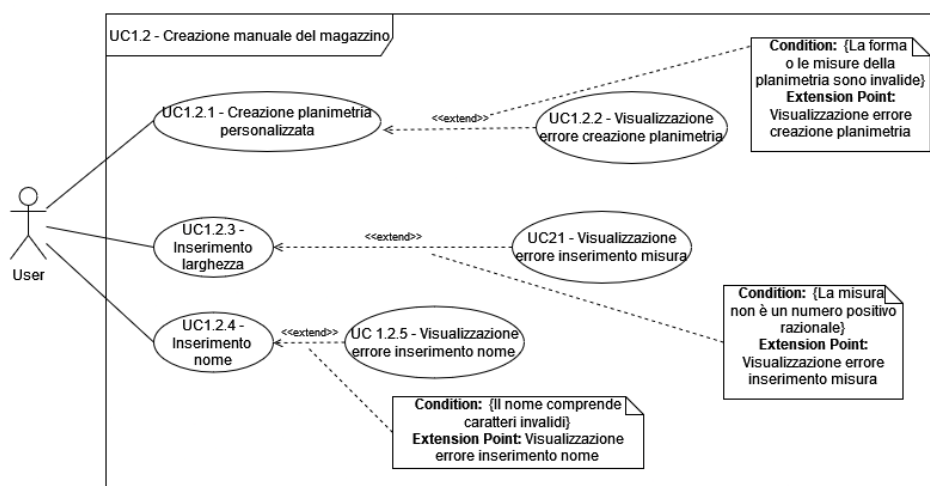 UC1.2 - Creazione manuale del magazzino
Condition: {La forma
o le misure della
planimetria sono invalide}
Extension Point:
Visualizzazione errore
creazione planimetria
UC1.2.1 - Creazione planimetria
personalizzata
<<extend>>
UC1.2.2 - Visualizzazione
errore creazione planimetria
User
UC1.2.3 -
Inserimento
larghezza
<<extend>>
UC21 - Visualizzazione
errore inserimento misura
Condition: {La misura
non è un numero positivo
razionale}
Extension Point:
Visualizzazione errore
inserimento misura
UC1.2.4 -
Inserimento
nome
<<extend>>
UC 1.2.5 - Visualizzazione
errore inserimento nome
Condition: {Il nome comprende
caratteri invalidi}
Extension Point: Visualizzazione
errore inserimento nome